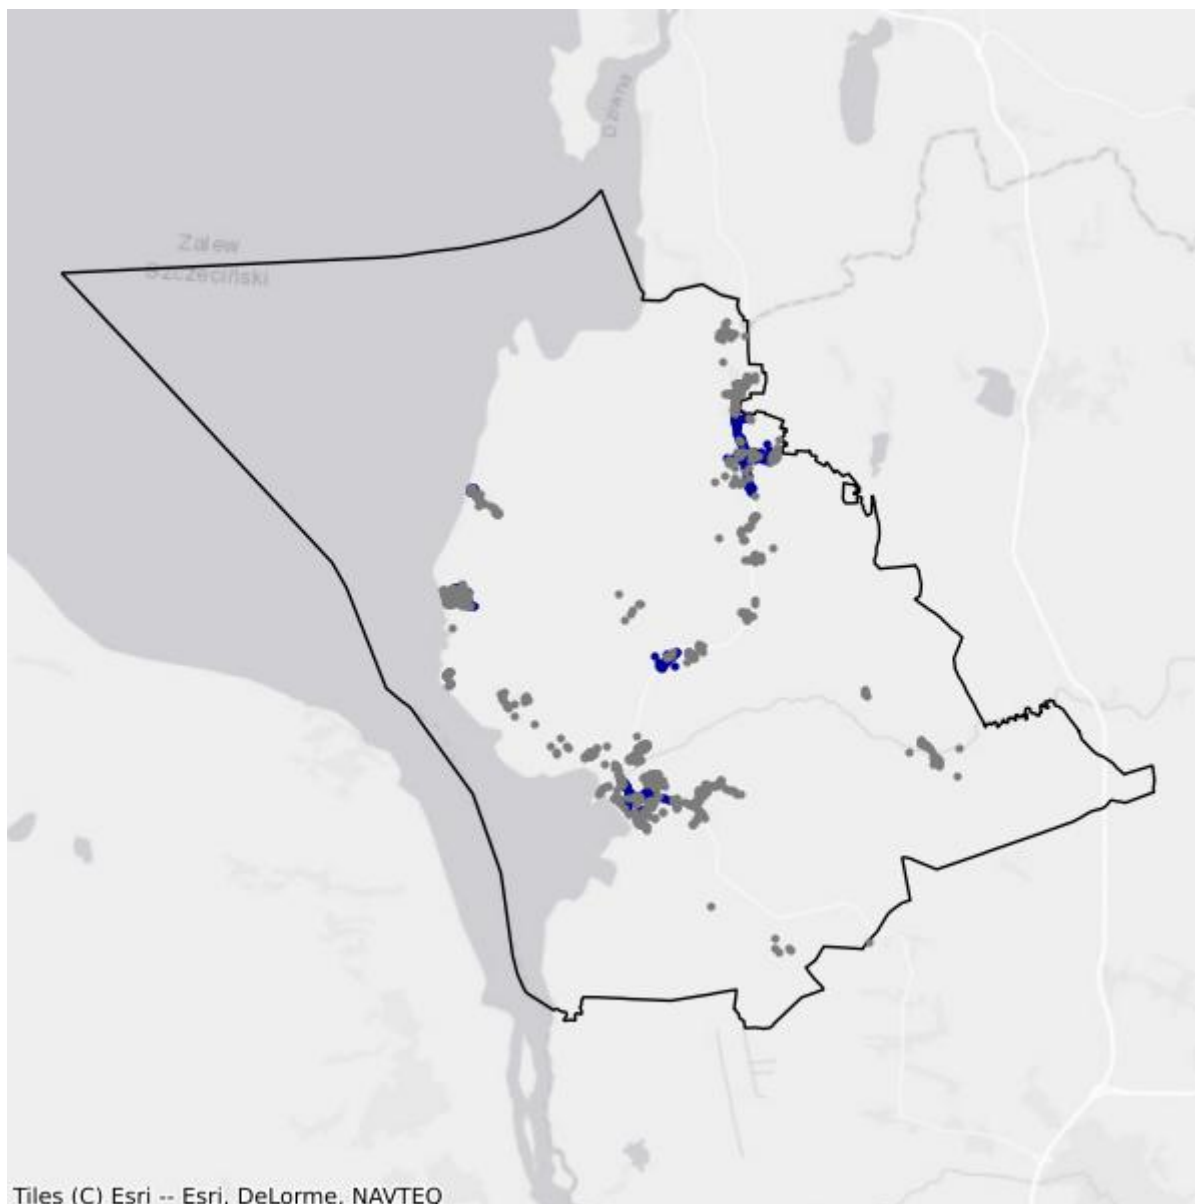 Dziwna
Zalew
Szczeciński
Tiles (C) Esri -- Esri, DeLorme, NAVTEQ